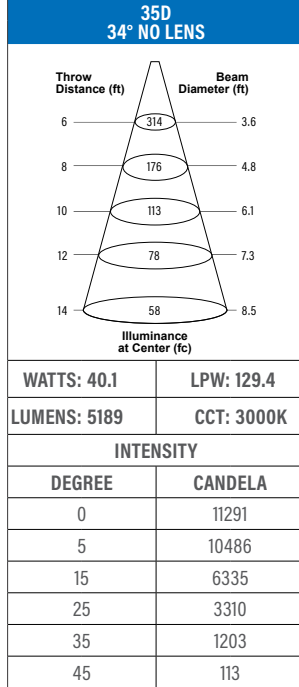 35D
34° NO LENS
Throw Beam
Distance (ft) Diameter (ft)
6 314 3.6
8 176 4.8
10 113 6.1
12 78 7.3
14 58 8.5
Illuminance
at Center (fc)
WATTS: 40.1 LPW: 129.4
LUMENS: 5189 CCT: 3000K
INTENSITY
DEGREE CANDELA
0 11291
5 10486
15 6335
25 3310
35 1203
45 113